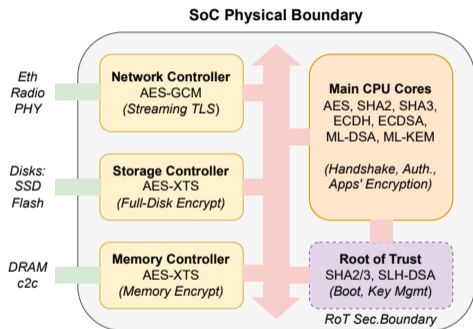 SoC Physical Boundary
Eth
Radio
PHY
Network Controller
AES-GCM
(Streaming TLS)
Disks:
SSD
Flash
Storage Controller
AES-XTS
(Full-Disk Encrypt)
DRAM
c2c
Memory Controller
AES-XTS
(Memory Encrypt)
Main CPU Cores
AES, SHA2, SHA3,
ECDH, ECDSA,
ML-DSA, ML-KEM
(Handshake, Auth.,
Apps' Encryption)
Root of Trust
SHA2/3, SLH-DSA
(Boot, Key Mgmt)
RoT Sec.Boundary